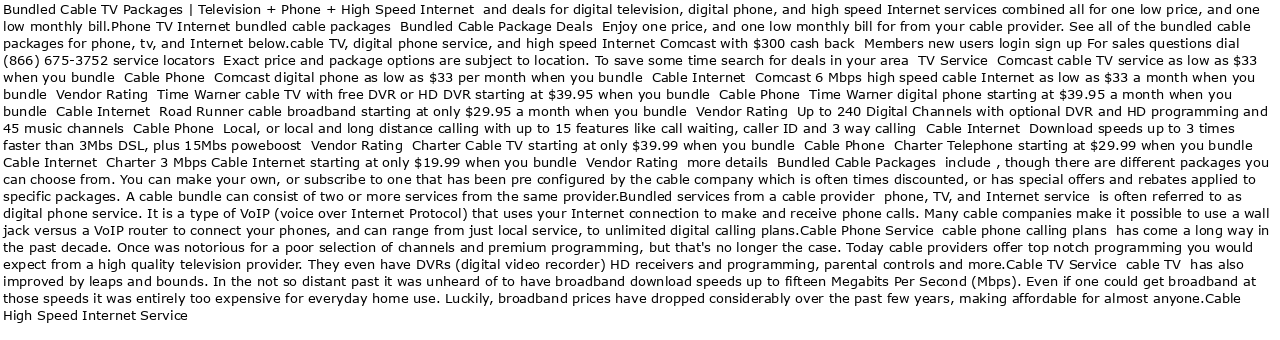 Bundled Cable TV Packages | Television + Phone + High Speed Internet  and deals for digital television, digital phone, and high speed Internet services combined all for one low price, and one
low monthly bill.Phone TV Internet bundled cable packages  Bundled Cable Package Deals  Enjoy one price, and one low monthly bill for from your cable provider. See all of the bundled cable
packages for phone, tv, and Internet below.cable TV, digital phone service, and high speed Internet Comcast with $300 cash back  Members new users login sign up For sales questions dial
(866) 675-3752 service locators  Exact price and package options are subject to location. To save some time search for deals in your area  TV Service  Comcast cable TV service as low as $33
when you bundle  Cable Phone  Comcast digital phone as low as $33 per month when you bundle  Cable Internet  Comcast 6 Mbps high speed cable Internet as low as $33 a month when you
bundle  Vendor Rating  Time Warner cable TV with free DVR or HD DVR starting at $39.95 when you bundle  Cable Phone  Time Warner digital phone starting at $39.95 a month when you
bundle  Cable Internet  Road Runner cable broadband starting at only $29.95 a month when you bundle  Vendor Rating  Up to 240 Digital Channels with optional DVR and HD programming and
45 music channels  Cable Phone  Local, or local and long distance calling with up to 15 features like call waiting, caller ID and 3 way calling  Cable Internet  Download speeds up to 3 times
faster than 3Mbs DSL, plus 15Mbs poweboost  Vendor Rating  Charter Cable TV starting at only $39.99 when you bundle  Cable Phone  Charter Telephone starting at $29.99 when you bundle
Cable Internet  Charter 3 Mbps Cable Internet starting at only $19.99 when you bundle  Vendor Rating  more details  Bundled Cable Packages  include , though there are different packages you
can choose from. You can make your own, or subscribe to one that has been pre configured by the cable company which is often times discounted, or has special offers and rebates applied to
specific packages. A cable bundle can consist of two or more services from the same provider.Bundled services from a cable provider  phone, TV, and Internet service  is often referred to as
digital phone service. It is a type of VoIP (voice over Internet Protocol) that uses your Internet connection to make and receive phone calls. Many cable companies make it possible to use a wall
jack versus a VoIP router to connect your phones, and can range from just local service, to unlimited digital calling plans.Cable Phone Service  cable phone calling plans  has come a long way in
the past decade. Once was notorious for a poor selection of channels and premium programming, but that's no longer the case. Today cable providers offer top notch programming you would
expect from a high quality television provider. They even have DVRs (digital video recorder) HD receivers and programming, parental controls and more.Cable TV Service  cable TV  has also
improved by leaps and bounds. In the not so distant past it was unheard of to have broadband download speeds up to fifteen Megabits Per Second (Mbps). Even if one could get broadband at
those speeds it was entirely too expensive for everyday home use. Luckily, broadband prices have dropped considerably over the past few years, making affordable for almost anyone.Cable
High Speed Internet Service